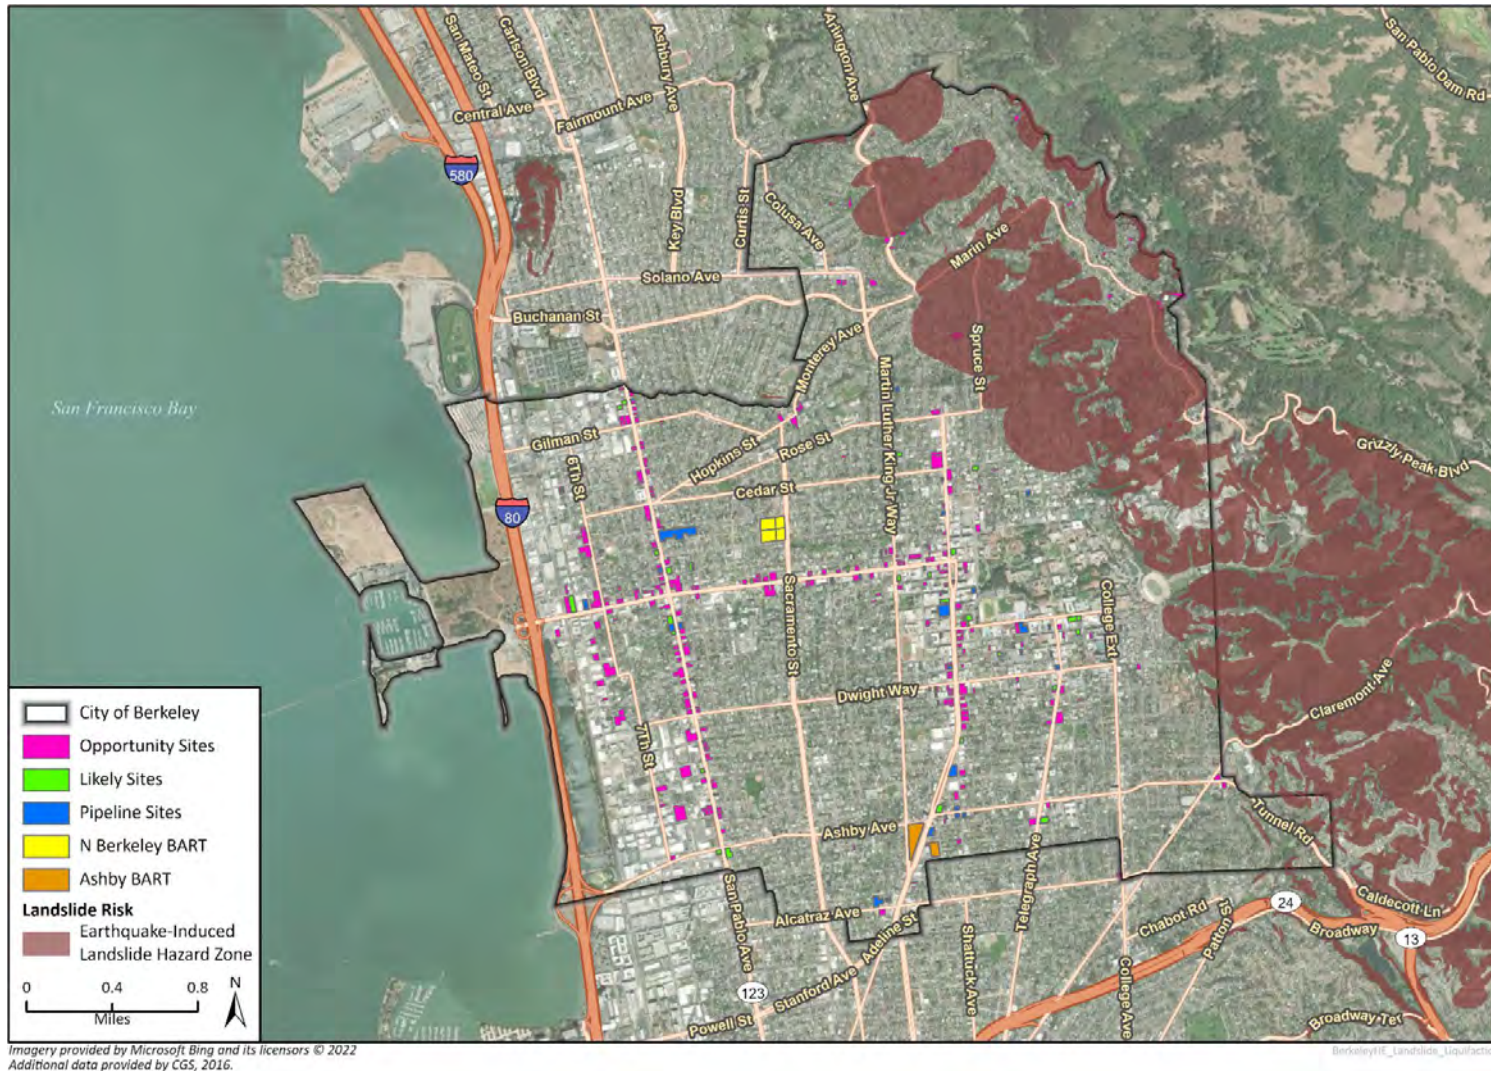 San Mateo St
Carlson Blvd
Ashbury Ave
Arlington Ave
San Pablo Dam Rd
Central Ave
Fairmount Ave
580
Key Blvd
Curtis St
Colusa Ave
Marin Ave
Solano Ave
Buchanan St
Monterey Ave
Martin Luther King Jr Way
Spruce St
San Francisco Bay
Gilman St
Hopkins St
Rose St
6Th St
Cedar St
Grizzly Peak Blvd
80
Sacramento St
College Ext
Claremont Ave
Dwight Way
7Th St
Ashby Ave
Tunnel Rd
San Pablo Ave
Alcatraz Ave
Adeline St
Telegraph Ave
Shattuck Ave
Chabot Rd
Patton St
24
Broadway
Caldecott Ln
13
College Ave
123
Stanford Ave
Powell St
Broadway Ter
City of Berkeley
Opportunity Sites
Likely Sites
Pipeline Sites
N Berkeley BART
Ashby BART
Landslide Risk
Earthquake-Induced
Landslide Hazard Zone
0 0.4 0.8
Miles
N
Imagery provided by Microsoft Bing and its licensors © 2022
Additional data provided by CGS, 2016.